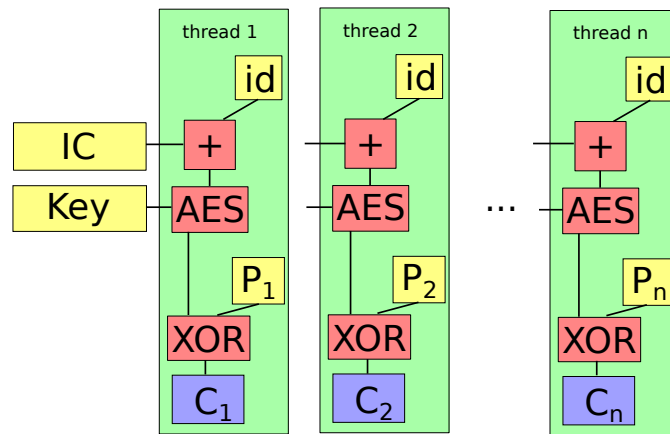 thread 1 thread 2 thread n
id id id
IC + + +
Key AES AES ... AES
P1 P2 Pn
XOR XOR XOR
C1 C2 Cn